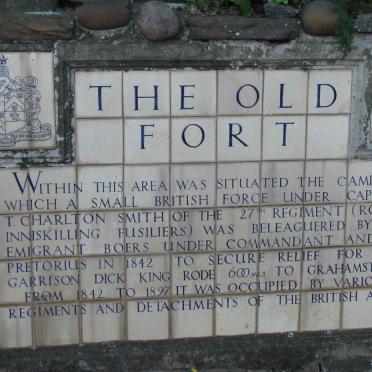 THE OLD
FORT
WITHIN THIS AREA WAS SITUATED THE CAMP
WHICH A SMALL BRITISH FORCE UNDER CAP
T. CHARLTON SMITH OF THE 27TH REGIMENT (RO
INNISKILLING FUSILIERS) WAS BELEAGUERED BY
EMIGRANT BOERS UNDER COMMANDANT AND
PRETORIUS IN 1842 TO SECURE RELIEF FOR
GARRISON DICK KING RODE 600 MLS TO GRAHAMST
FROM 1842 TO 1897 IT WAS OCCUPIED BY VARIO
REGIMENTS AND DETACHMENTS OF THE BRITISH A